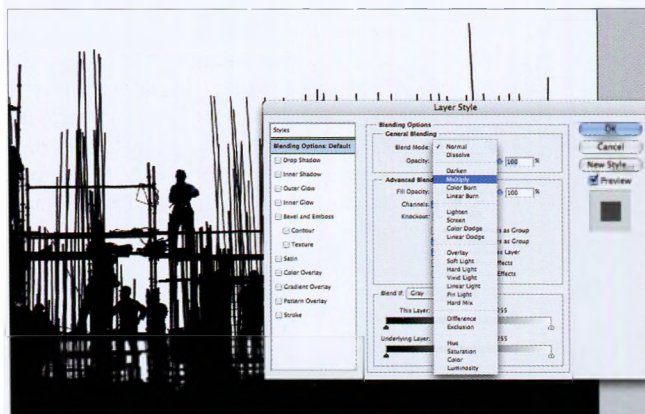 Layer Style
Styles
Blending Options: Default
Drop Shadow
Inner Shadow
Outer Glow
Inner Glow
Bevel and Emboss
Contour
Texture
Satin
Color Overlay
Gradient Overlay
Pattern Overlay
Stroke
Blending Options
General Blending
Blend Mode: ✓ Normal
Dissolve
Darken
Multiply
Color Burn
Linear Burn
Lighten
Screen
Color Dodge
Linear Dodge
Overlay
Soft Light
Hard Light
Vivid Light
Linear Light
Pin Light
Hard Mix
Difference
Exclusion
Hue
Saturation
Color
Luminosity
Opacity: 100 %
Advanced Blend
Fill Opacity: 100 %
Channels:
Knockout:
as Group
as Group
as Layer
ffects
Effects
Blend If: Gray
This Layer: 255
Underlying Layer: 255
OK
Cancel
New Style...
Preview